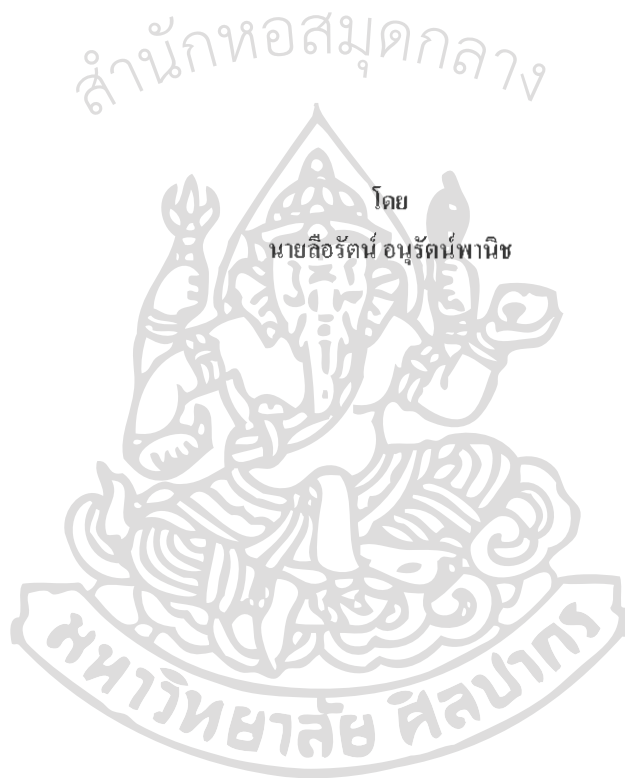 สำนักหอสมุดกลาง
โดย
นายลือรัตน์ อนุรัตน์พานิช
มหาวิทยาลัย ศิลปากร